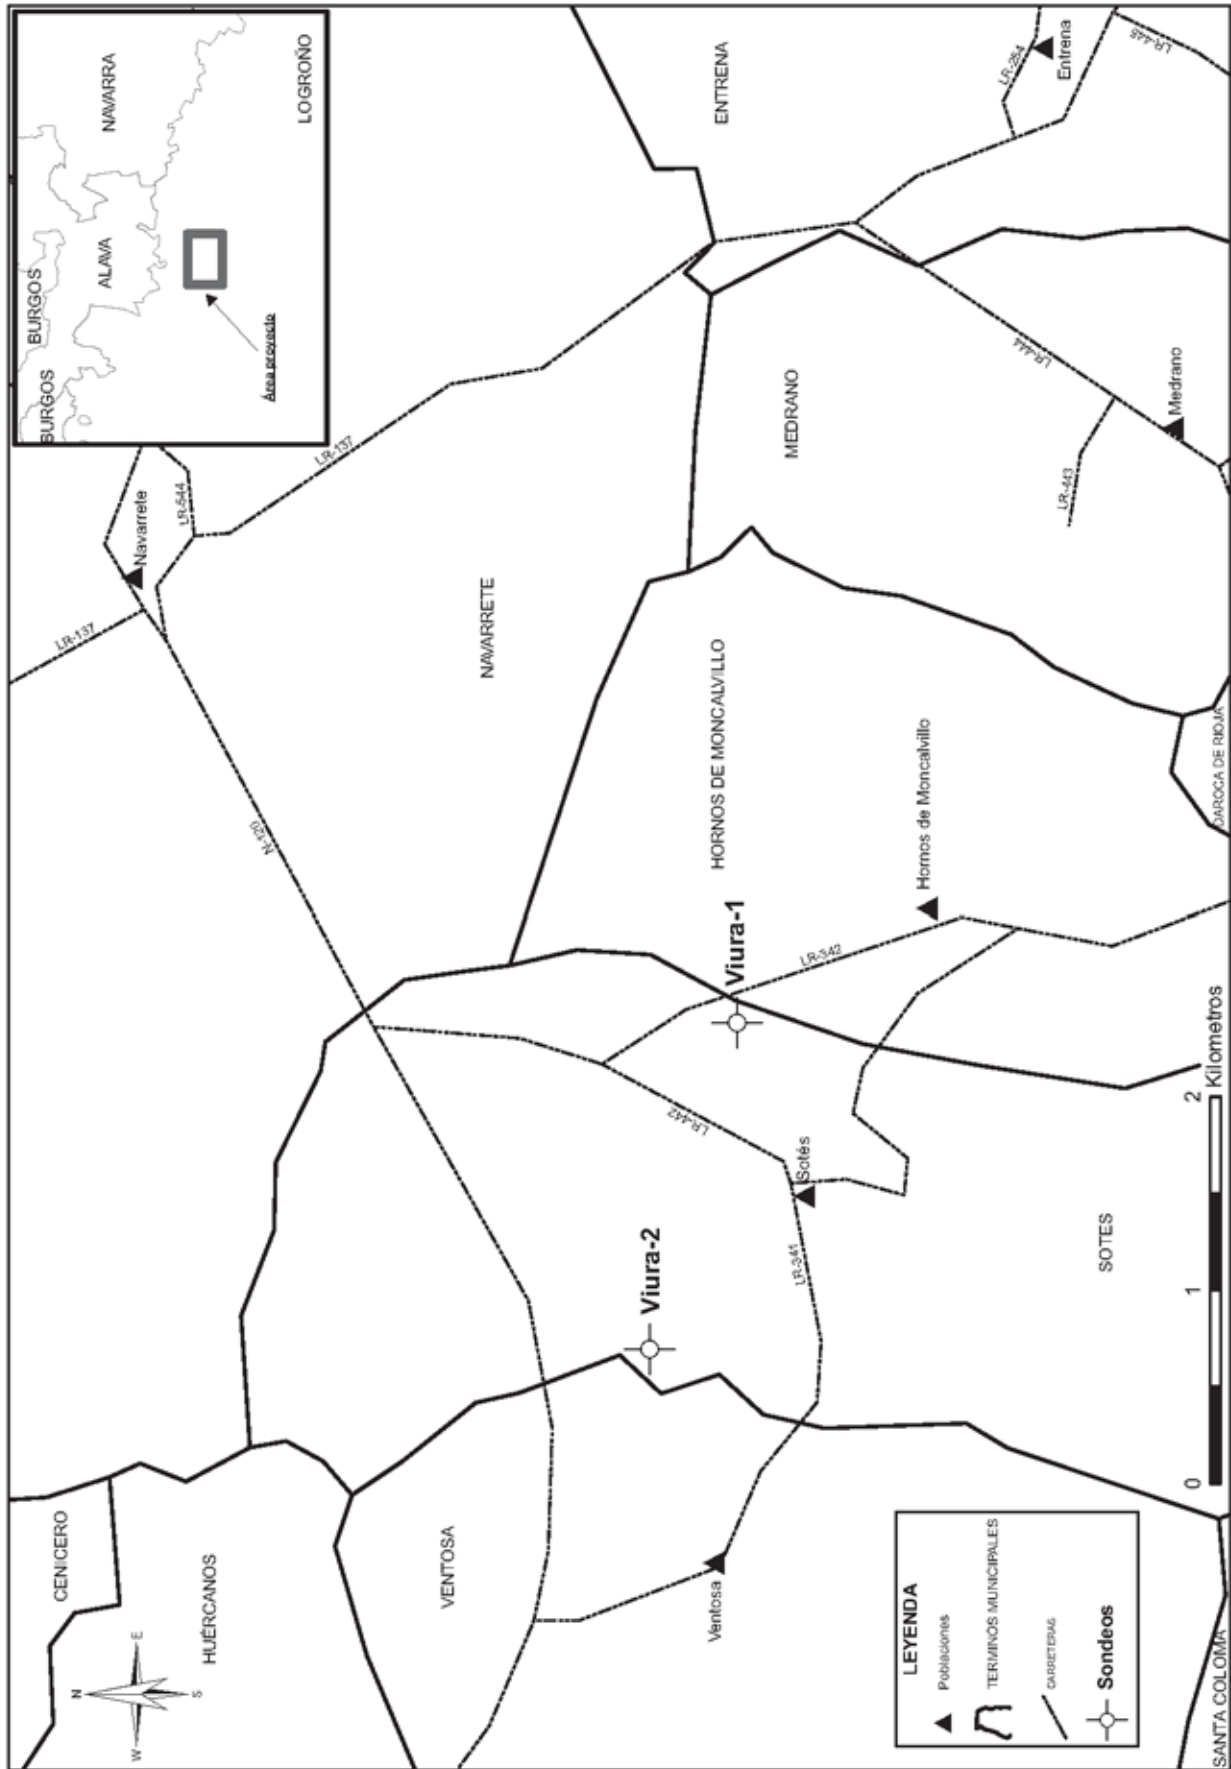 BURGOS
BURGOS
ALAVA
NAVARRA
LOGROÑO
Área proyecto
CENICERO
HUÉRCANOS
N
W
E
S
VENTOSA
Ventosa
LR-137
Navarrete
LR-544
LR-137
N-120
NAVARRETE
ENTRENA
LR-254
Entrena
LR-446
Viura-2
LR-442
Sotés
LR-341
SOTES
Viura-1
HORNOS DE MONCALVILLO
LR-342
Hornos de Moncalvillo
MEDRANO
LR-444
LR-443
Medrano
DAROCA DE RIOJA
SANTA COLOMA
LEYENDA
Poblaciones
TERMINOS MUNICIPALES
CARRETERAS
Sondeos
0
1
2
Kilometros